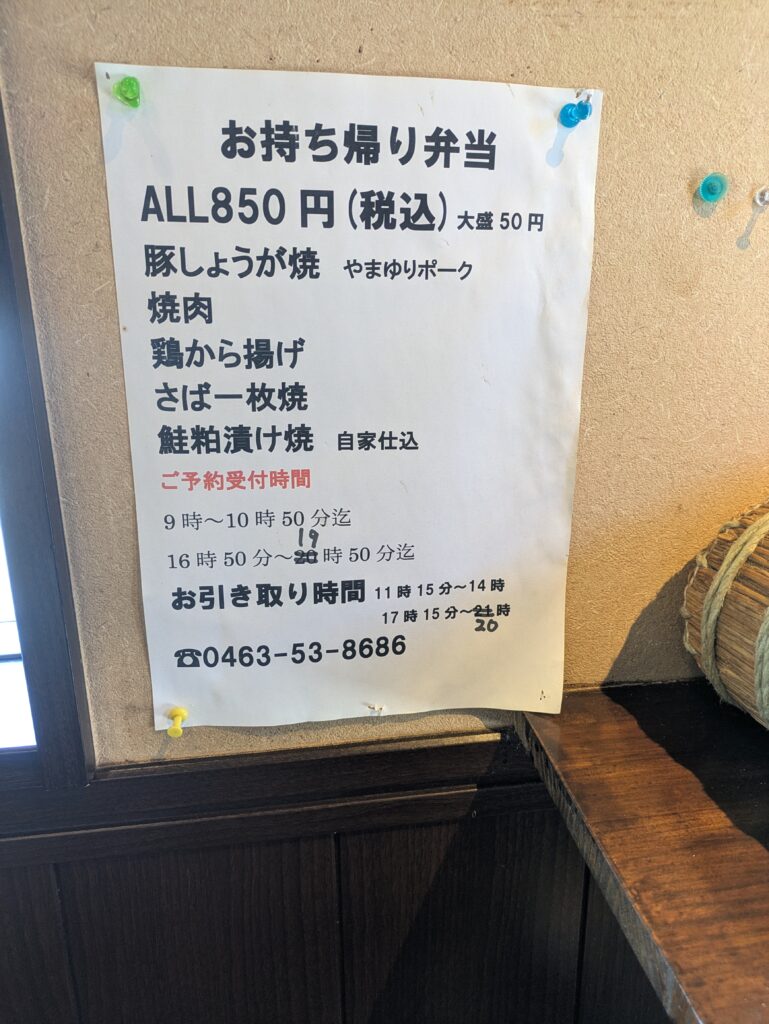 お持ち帰り弁当
ALL850円(税込) 大盛50円
豚しょうが焼 やまゆりポーク
焼肉
鶏から揚げ
さば一枚焼
鮭粕漬け焼 自家仕込
ご予約受付時間
9時～10時50分迄
19
16時50分～20時50分迄
お引き取り時間 11時15分～14時
17時15分～21時
20
☎0463-53-8686